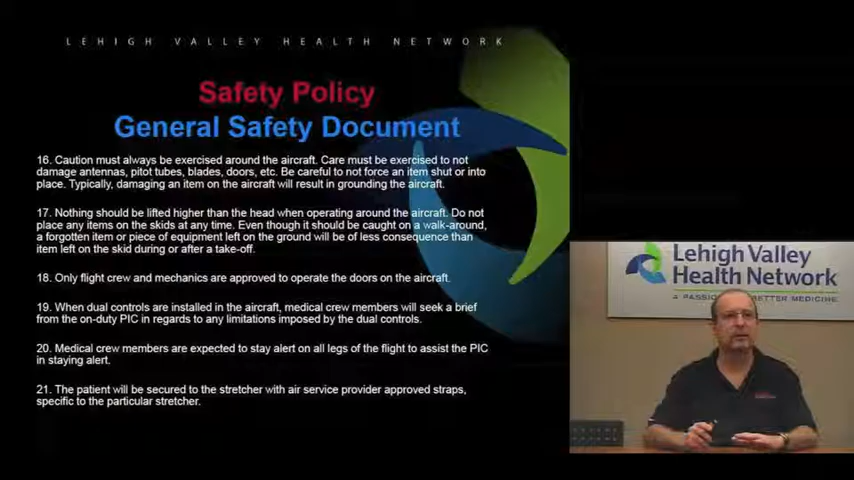 LEHIGH VALLEY HEALTH NETWORK
Safety Policy
General Safety Document
16. Caution must always be exercised around the aircraft. Care must be exercised to not
damage antennas, pitot tubes, blades, doors, etc. Be careful to not force an item shut or into
place. Typically, damaging an item on the aircraft will result in grounding the aircraft.
17. Nothing should be lifted higher than the head when operating around the aircraft. Do not
place any items on the skids at any time. Even though it should be caught on a walk-around,
a forgotten item or piece of equipment left on the ground will be of less consequence than
item left on the skid during or after a take-off.
18. Only flight crew and mechanics are approved to operate the doors on the aircraft.
19. When dual controls are installed in the aircraft, medical crew members will seek a brief
from the on-duty PIC in regards to any limitations imposed by the dual controls.
20. Medical crew members are expected to stay alert on all legs of the flight to assist the PIC
in staying alert.
21. The patient will be secured to the stretcher with air service provider approved straps,
specific to the particular stretcher.
Lehigh Valley
Health Network
A PASSION BETTER MEDICINE